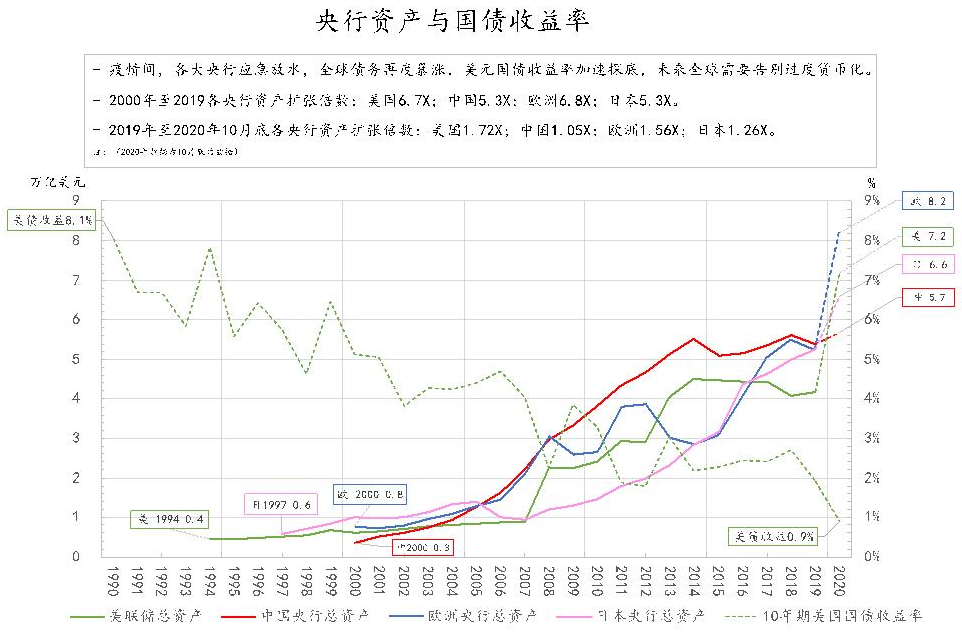 央行资产与国债收益率
- 疫情间，各大央行应急放水，全球债务再度暴涨，美元国债收益率加速探底，未来全球需要告别过度货币化。
- 2000年至2019各央行资产扩张倍数：美国6.7X；中国5.3X；欧洲6.8X；日本5.3X。
- 2019年至2020年10月底各央行资产扩张倍数：美国1.72X；中国1.05X；欧洲1.56X；日本1.26X。
万亿美元
%
9
8
7
6
5
4
3
2
1
0
9%
8%
7%
6%
5%
4%
3%
2%
1%
0%
美债收益8.1%
欧 8.2
美 7.2
日 6.6
中 5.7
美 1994 0.4
日1997 0.6
欧 2000 0.8
中2000 0.3
美债收益0.9%
1990 1991 1992 1993 1994 1995 1996 1997 1998 1999 2000 2001 2002 2003 2004 2005 2006 2007 2008 2009 2010 2011 2012 2013 2014 2015 2016 2017 2018 2019 2020
美联储总资产 中国央行总资产 欧洲央行总资产 日本央行总资产 10年期美国国债收益率